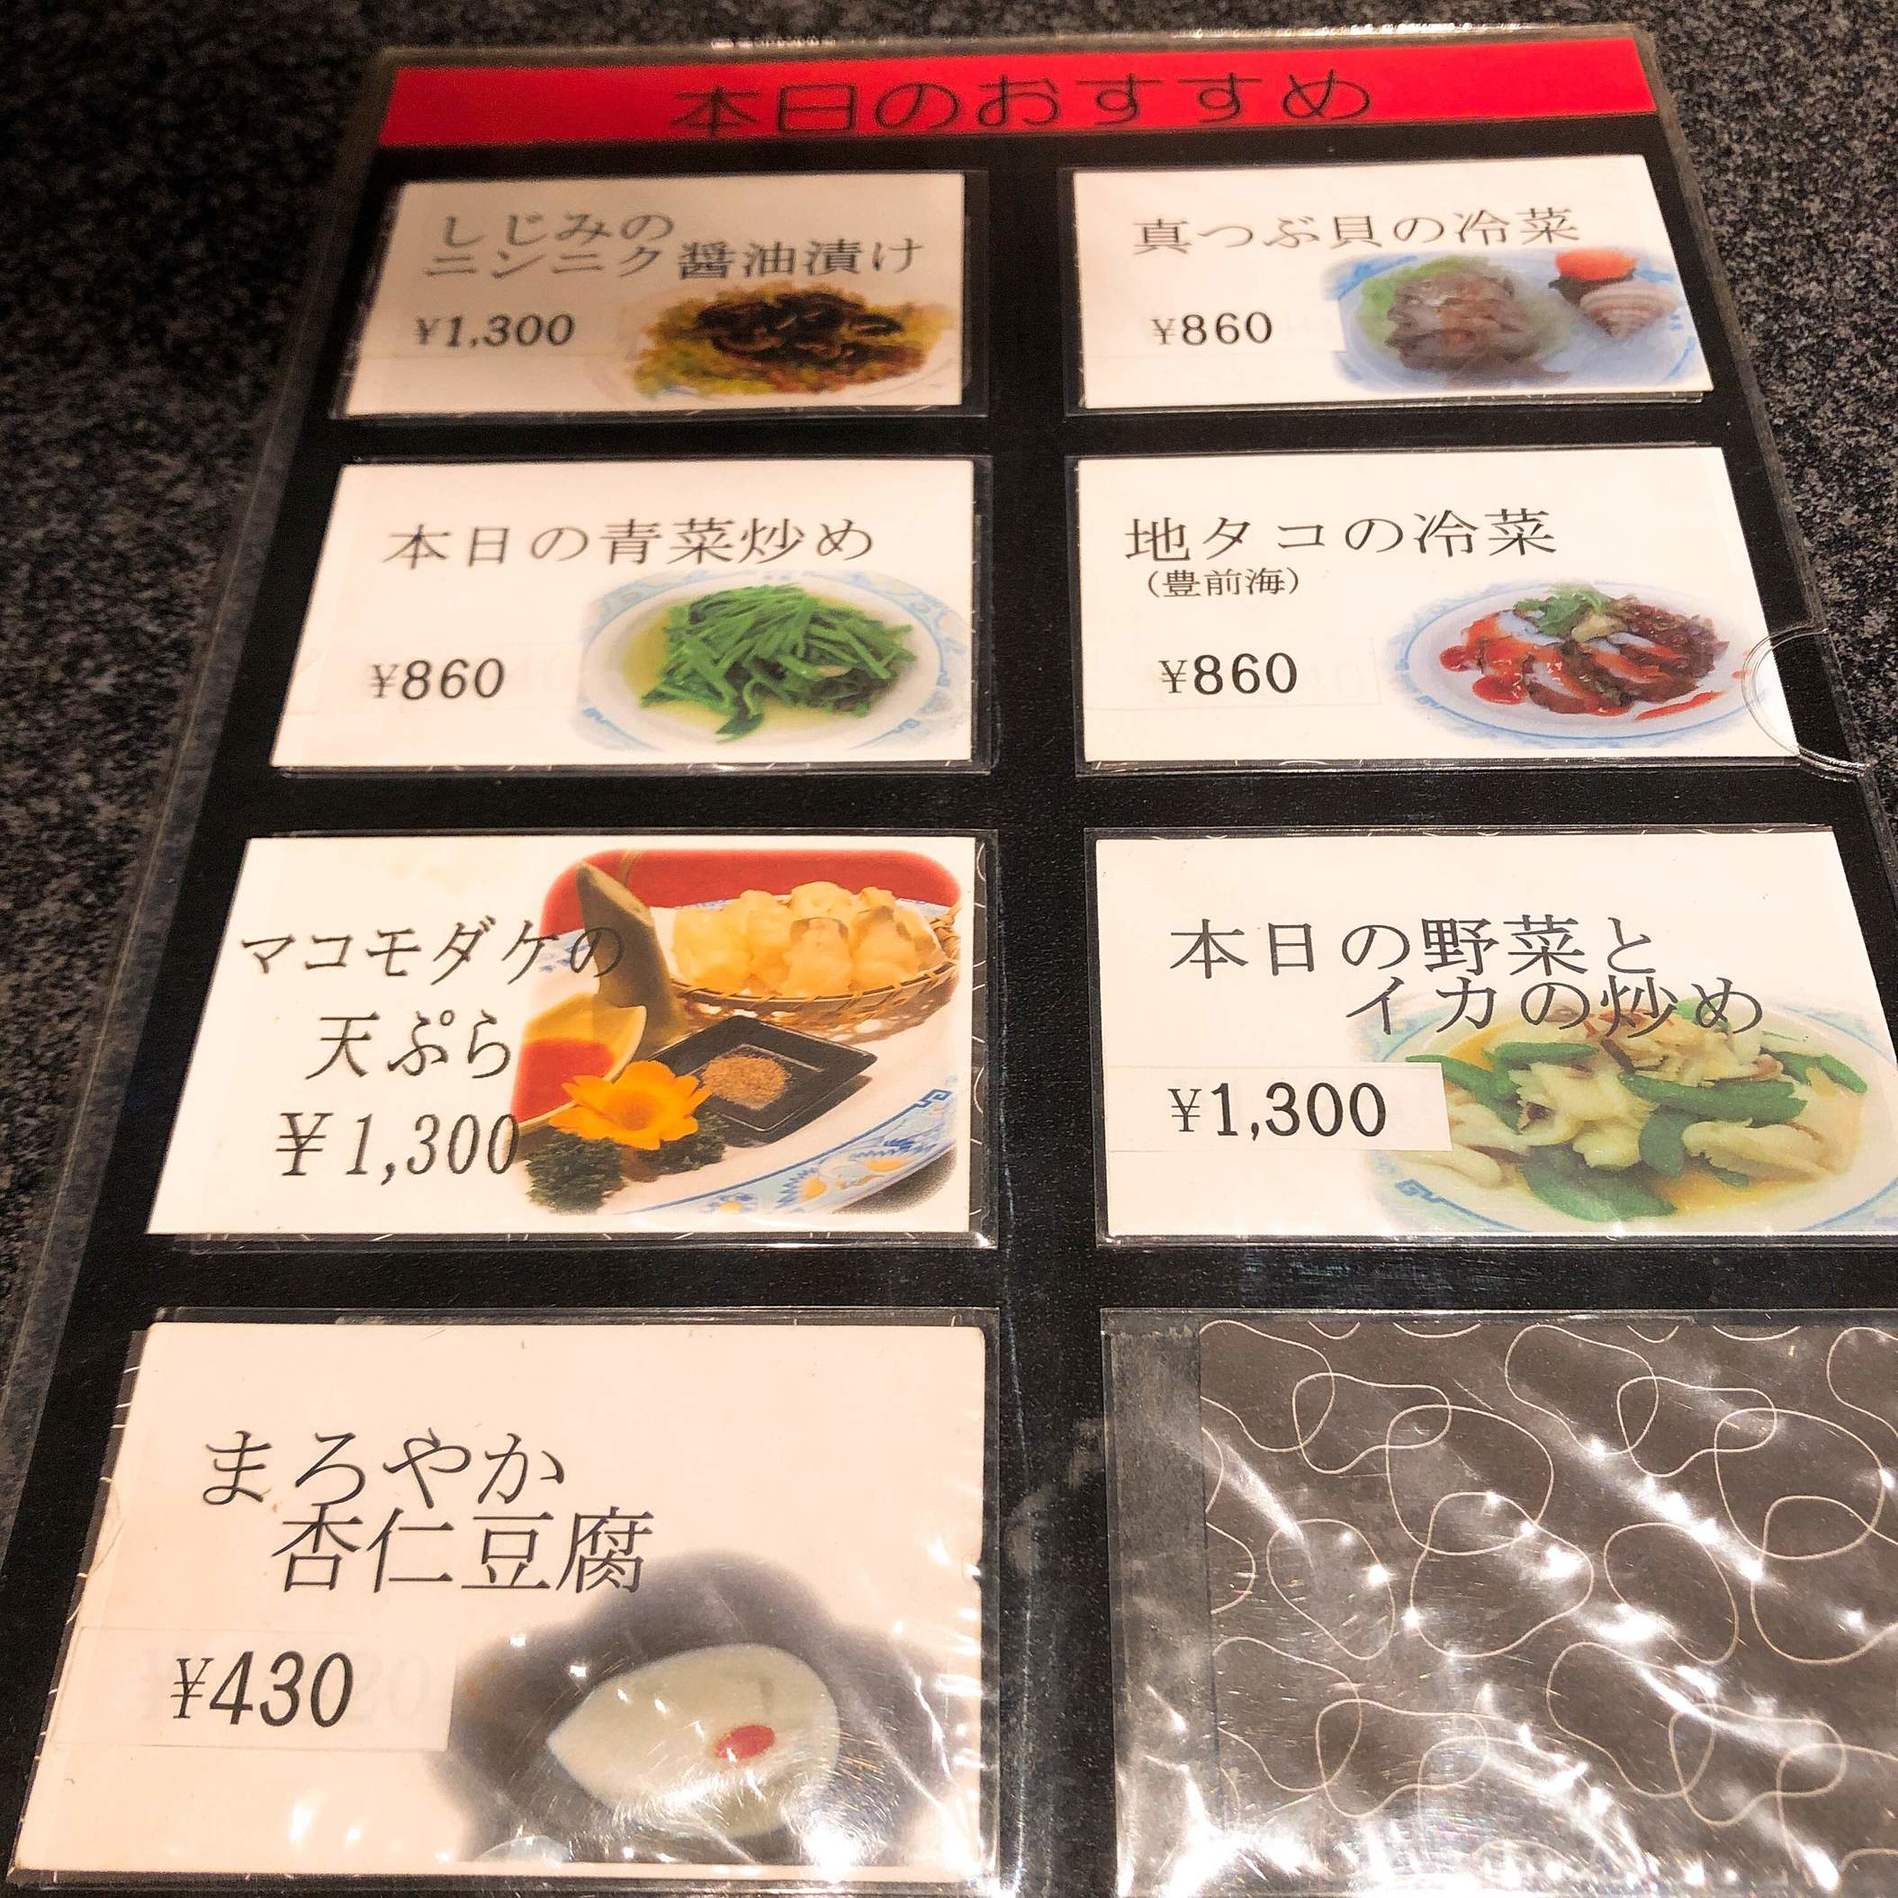 本日のおすすめ
しじみの
ニンニク醤油漬け
¥1,300
真つぶ貝の冷菜
¥860
本日の青菜炒め
¥860
地タコの冷菜
(豊前海)
¥860
マコモダケの
天ぷら
¥1,300
本日の野菜と
イカの炒め
¥1,300
まろやか
杏仁豆腐
¥430